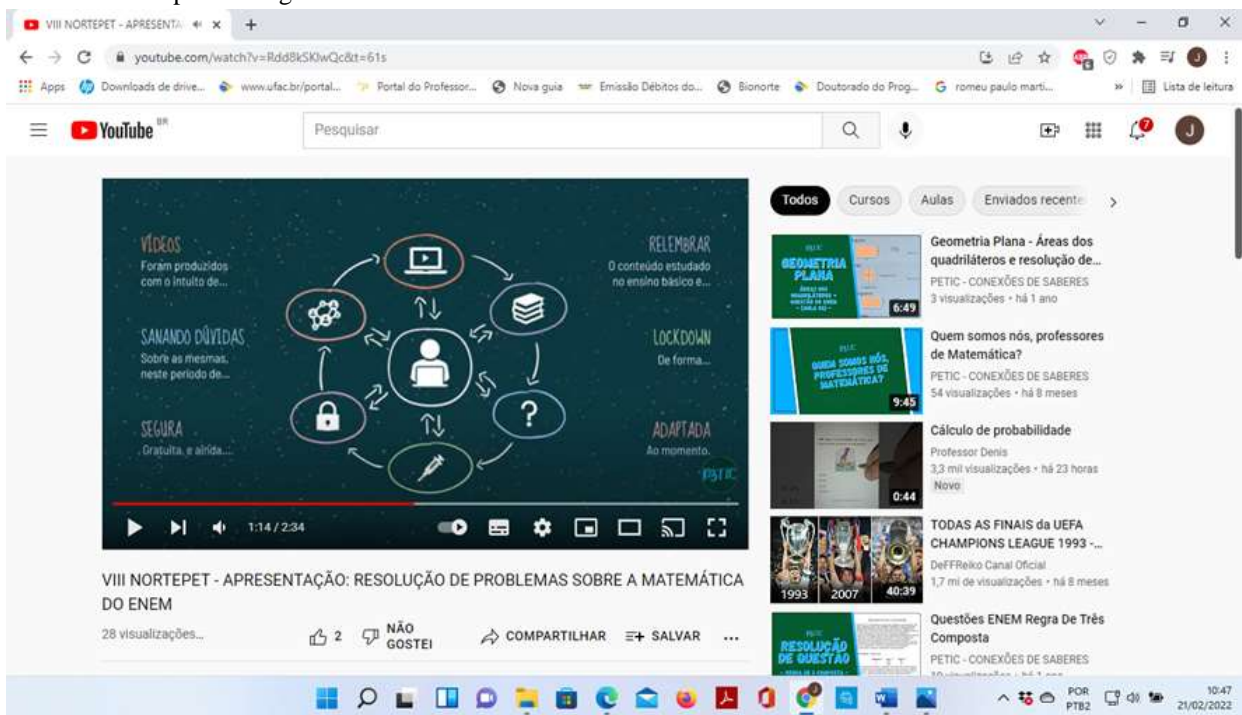 VIII NORTEPET - APRESENTA
youtube.com/watch?v=Rdd8kSKIwQc&t=61s
Apps Downloads de drive... www.ufac.br/portal... Portal do Professor... Nova guia Emissão Débitos do... Bionorte Doutorado do Prog... romeu paulo marti... » Lista de leitura
YouTube BR
Pesquisar
7
J
VÍDEOS
Foram produzidos
com o intuito de...
SANANDO DÚVIDAS
Sobre as mesmas,
neste período de...
SEGURA
Gratuita, e ainda...
RELEMBRAR
O conteúdo estudado
no ensino básico e...
LOCKDOWN
De forma...
ADAPTADA
Ao momento.
PETIC
?
1:14 / 2:34
VIII NORTEPET - APRESENTAÇÃO: RESOLUÇÃO DE PROBLEMAS SOBRE A MATEMÁTICA
DO ENEM
28 visualizações...
2
NÃO
GOSTEI
COMPARTILHAR
SALVAR
...
Todos Cursos Aulas Enviados recente
GEOMETRIA
PLANA
6:49
Geometria Plana - Áreas dos
quadriláteros e resolução de...
PETIC - CONEXÕES DE SABERES
3 visualizações • há 1 ano
QUEM SOMOS NÓS,
PROFESSORES DE
MATEMÁTICA?
9:45
Quem somos nós, professores
de Matemática?
PETIC - CONEXÕES DE SABERES
54 visualizações • há 8 meses
0:44
Cálculo de probabilidade
Professor Denis
3,3 mil visualizações • há 23 horas
Novo
1993 2007
40:39
TODAS AS FINAIS da UEFA
CHAMPIONS LEAGUE 1993 -...
DeFFReiko Canal Oficial
1,7 mi de visualizações • há 8 meses
RESOLUÇÃO
DE QUESTÃO
Questões ENEM Regra De Três
Composta
PETIC - CONEXÕES DE SABERES
POR
PTB2
10:47
21/02/2022